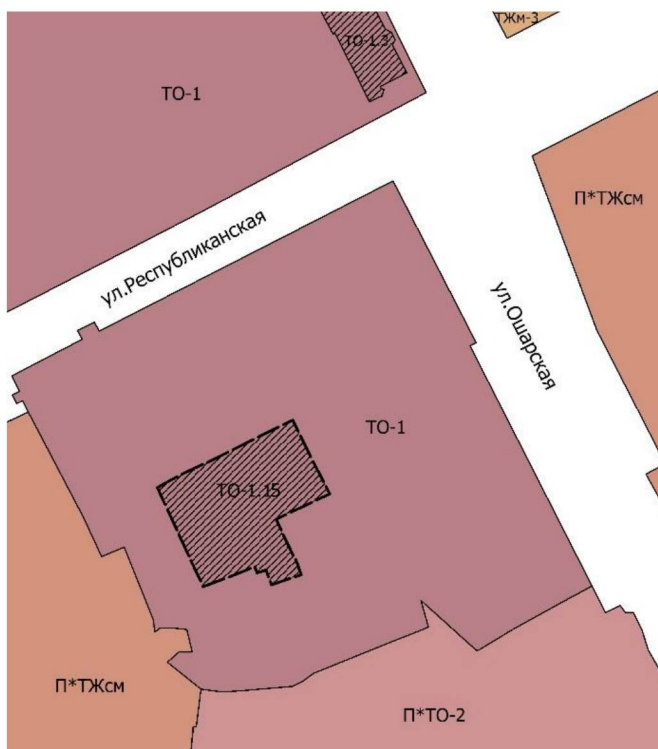 ТЖм-3
ТО-1.3
ТО-1
П*ТЖсм
ул.Республиканская
ул.Ошарская
ТО-1
ТО-1.15
П*ТЖсм
П*ТО-2